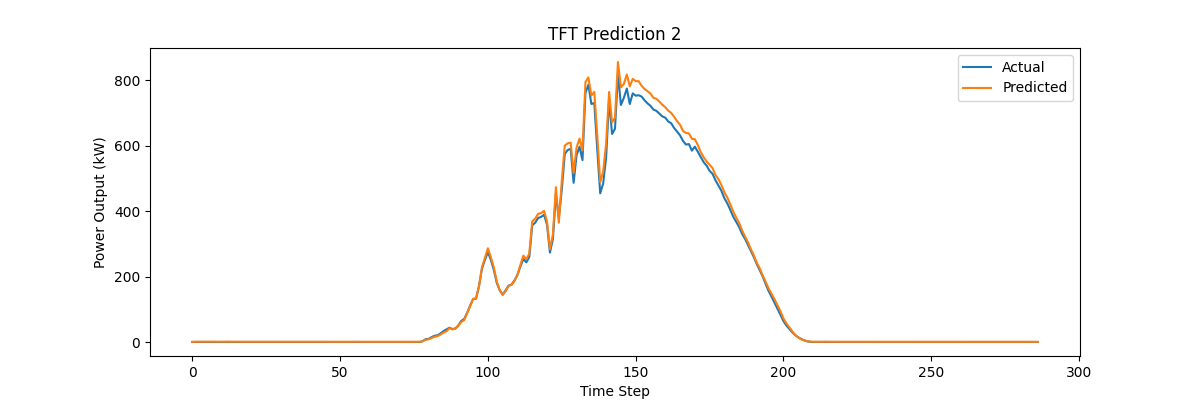 TFT Prediction 2
Actual
Predicted
Power Output (kW)
800
600
400
200
0
0 50 100 150 200 250 300
Time Step